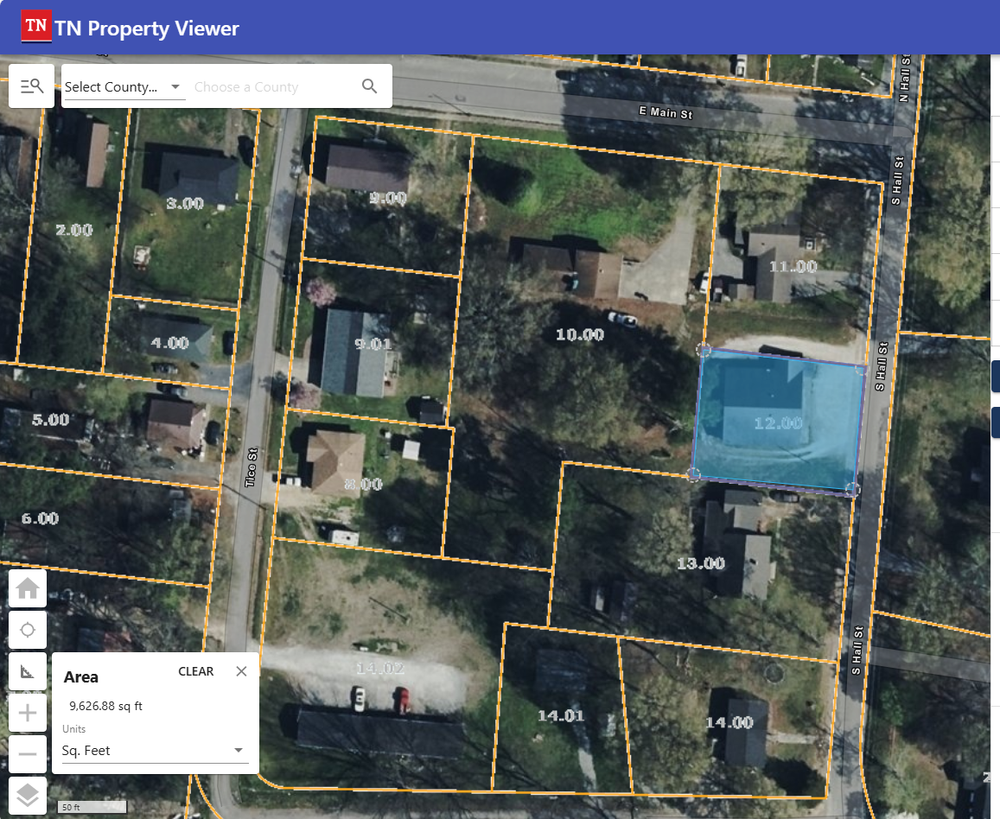 TN TN Property Viewer
Select County... Choose a County
E Main St
N Hall St
S Hall St
9.00
3.00
2.00
11.00
10.00
4.00
9.01
S Hall St
5.00
12.00
Tice St
8.00
6.00
13.00
S Hall St
14.02
14.01
14.00
Area
CLEAR
9,626.88 sq ft
Units
Sq. Feet
50 ft